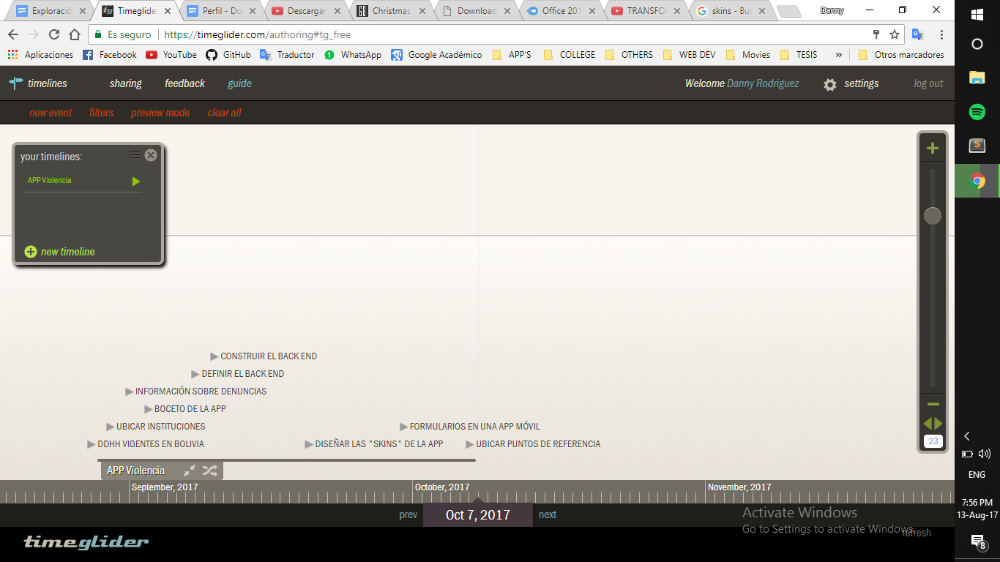 Exploració
Timeglider
Perfil - Do
Descargar
Christmas
Download
Office 201
TRANSFO
skins - Bus
Danny
Es seguro
https://timeglider.com/authoring#tg_free
Aplicaciones
Facebook
YouTube
GitHub
Traductor
WhatsApp
Google Académico
APP'S
COLLEGE
OTHERS
WEB DEV
Movies
TESIS
»
Otros marcadores
timelines
sharing
feedback
guide
Welcome Danny Rodriguez
settings
log out
new event
filters
preview mode
clear all
your timelines:
APP Violencia
new timeline
CONSTRUIR EL BACK END
DEFINIR EL BACK END
INFORMACIÓN SOBRE DENUNCIAS
BOCETO DE LA APP
UBICAR INSTITUCIONES
FORMULARIOS EN UNA APP MÓVIL
DDHH VIGENTES EN BOLIVIA
DISEÑAR LAS "SKINS" DE LA APP
UBICAR PUNTOS DE REFERENCIA
23
APP Violencia
September, 2017
October, 2017
November, 2017
prev
Oct 7, 2017
next
Activate Windows
Go to Settings to activate Windows.
refresh
timeglider
ENG
7:56 PM
13-Aug-17
8